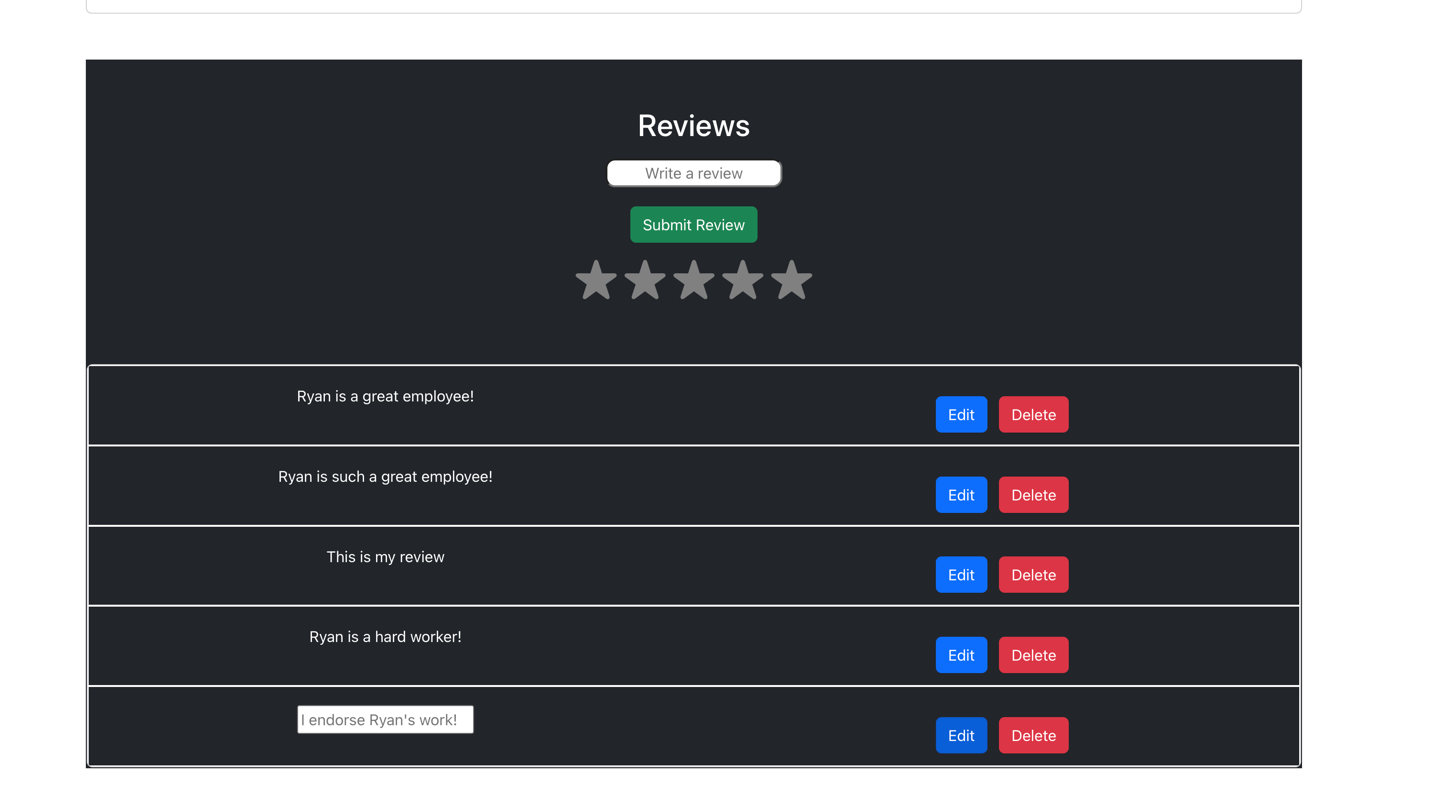 Reviews
Write a review
Submit Review
Ryan is a great employee!
Edit Delete
Ryan is such a great employee!
Edit Delete
This is my review
Edit Delete
Ryan is a hard worker!
Edit Delete
I endorse Ryan's work!
Edit Delete